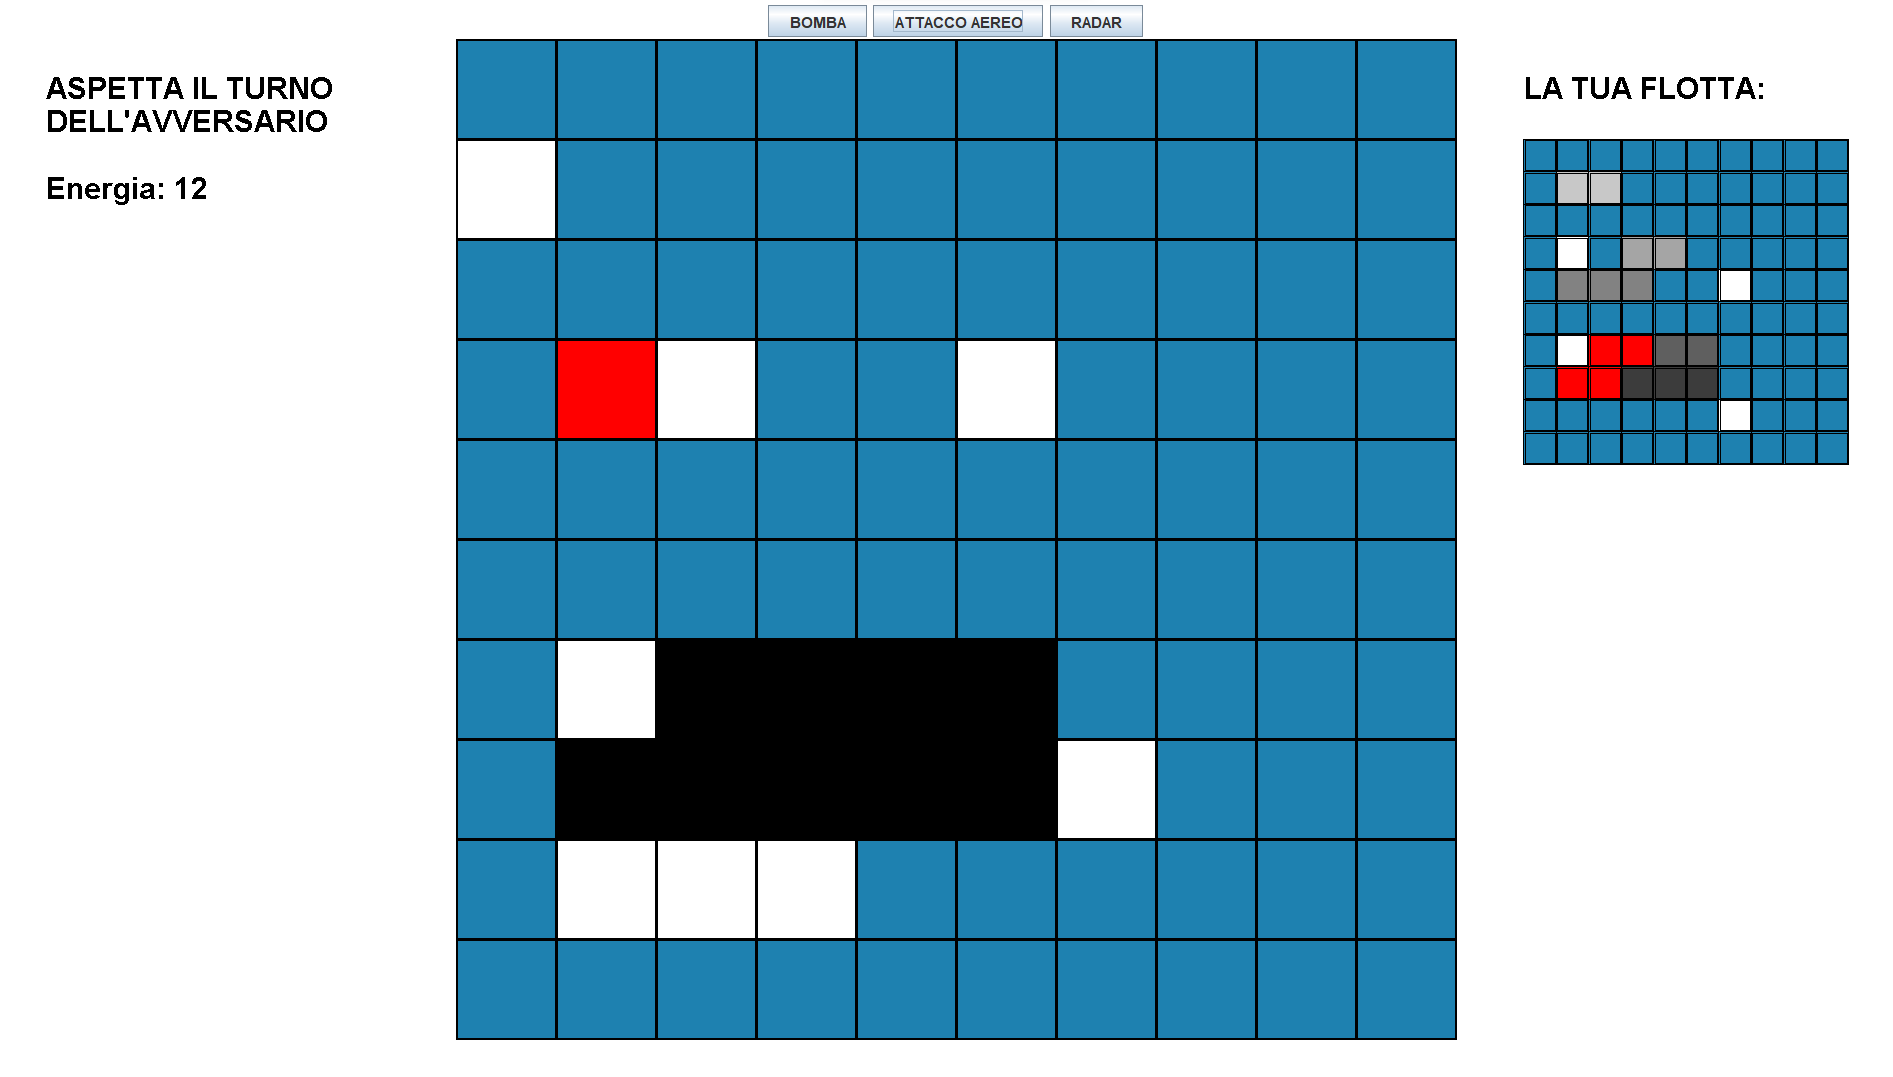 BOMBA
ATTACCO AEREO
RADAR
ASPETTA IL TURNO
DELL'AVVERSARIO
Energia: 12
LA TUA FLOTTA: